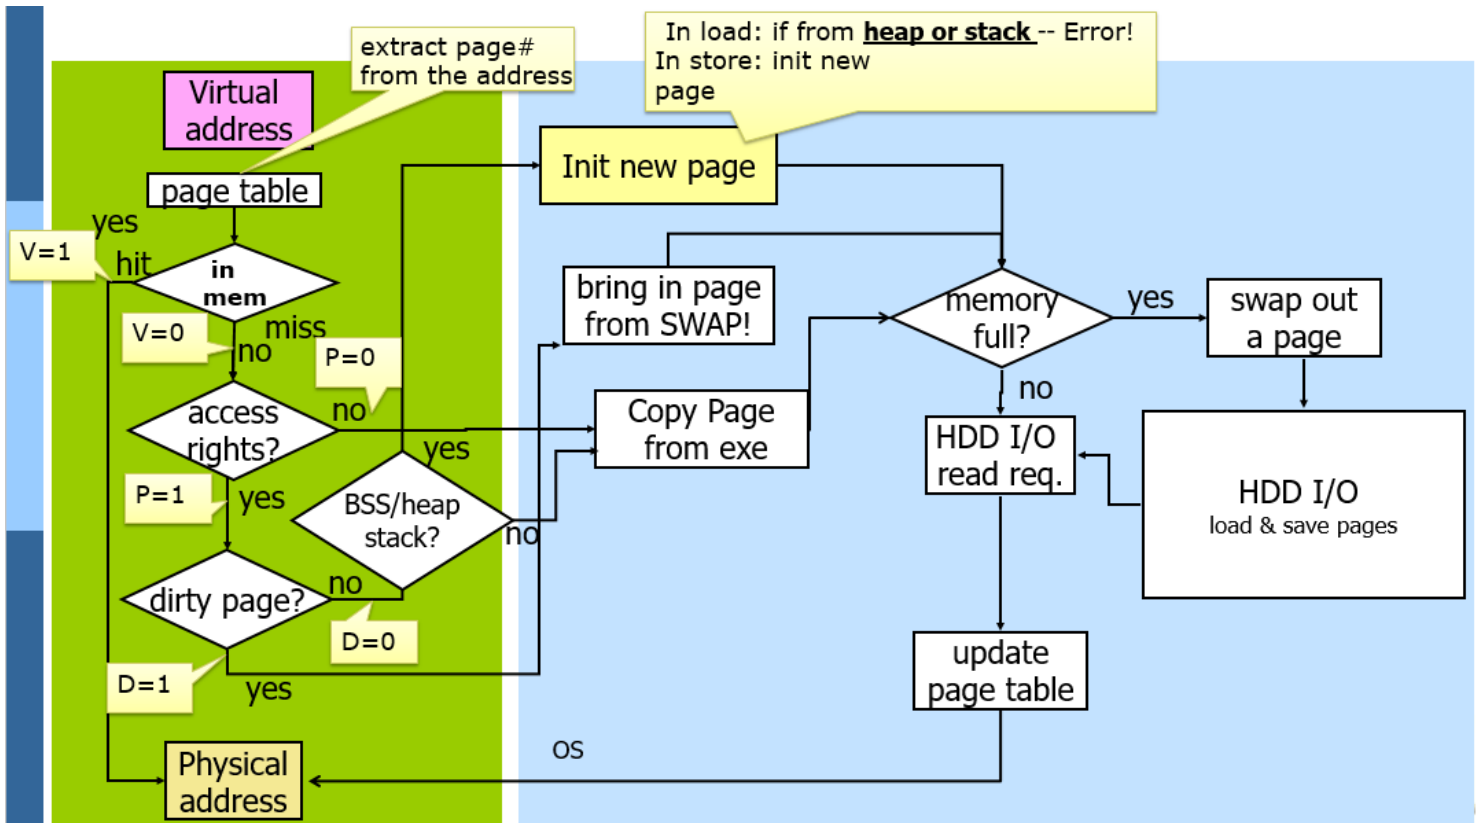 extract page#
from the address
In load: if from heap or stack -- Error!
In store: init new
page
Virtual
address
Init new page
page table
yes
V=1
hit
in
mem
bring in page
from SWAP!
memory
full?
yes
swap out
a page
V=0
miss
no
P=0
no
access
rights?
no
Copy Page
from exe
HDD I/O
read req.
yes
P=1
yes
BSS/heap
stack?
no
HDD I/O
load & save pages
dirty page?
no
D=0
D=1
yes
update
page table
OS
Physical
address